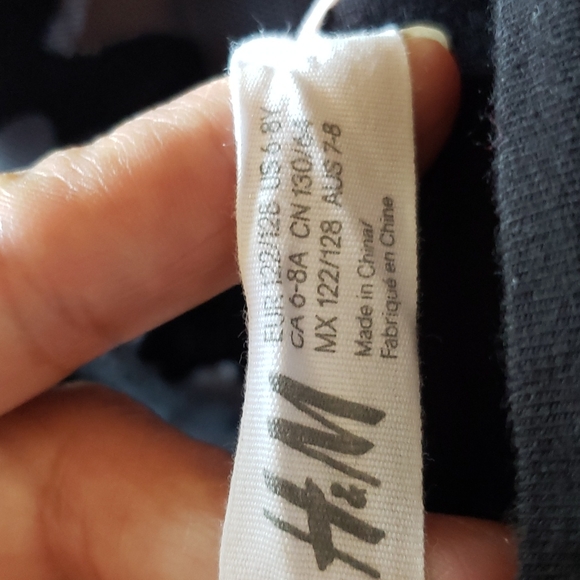 EUR 122/128 US 6-8Y
CA 6-8A CN 130/64
MX 122/128 AUS 7-8
Made in China/
Fabriqué en Chine
H&M